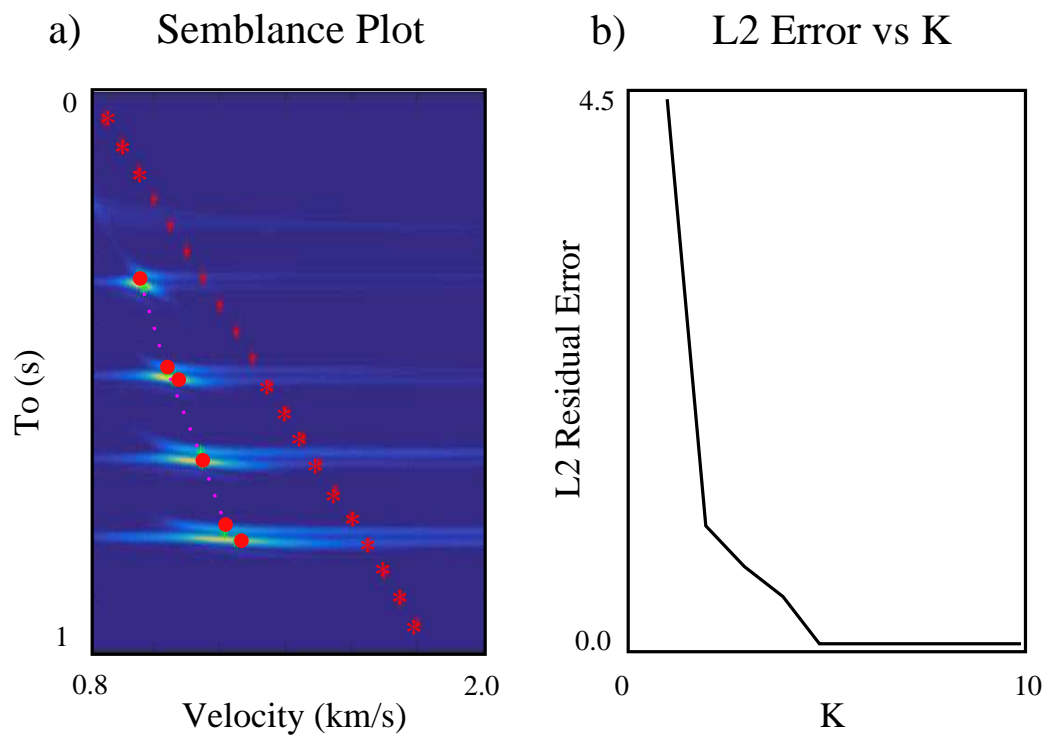 a) Semblance Plot
0
To (s)
1
0.8
2.0
Velocity (km/s)
b) L2 Error vs K
4.5
L2 Residual Error
0.0
0
10
K